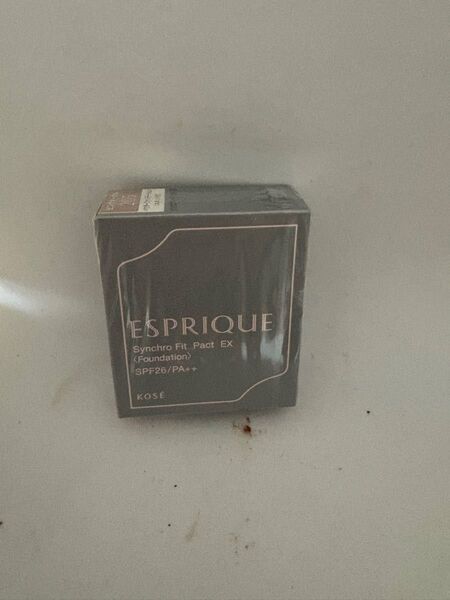 ESPRIQUE
Synchro Fit Pact EX
〈Foundation〉
SPF26/PA++
KOSÉ